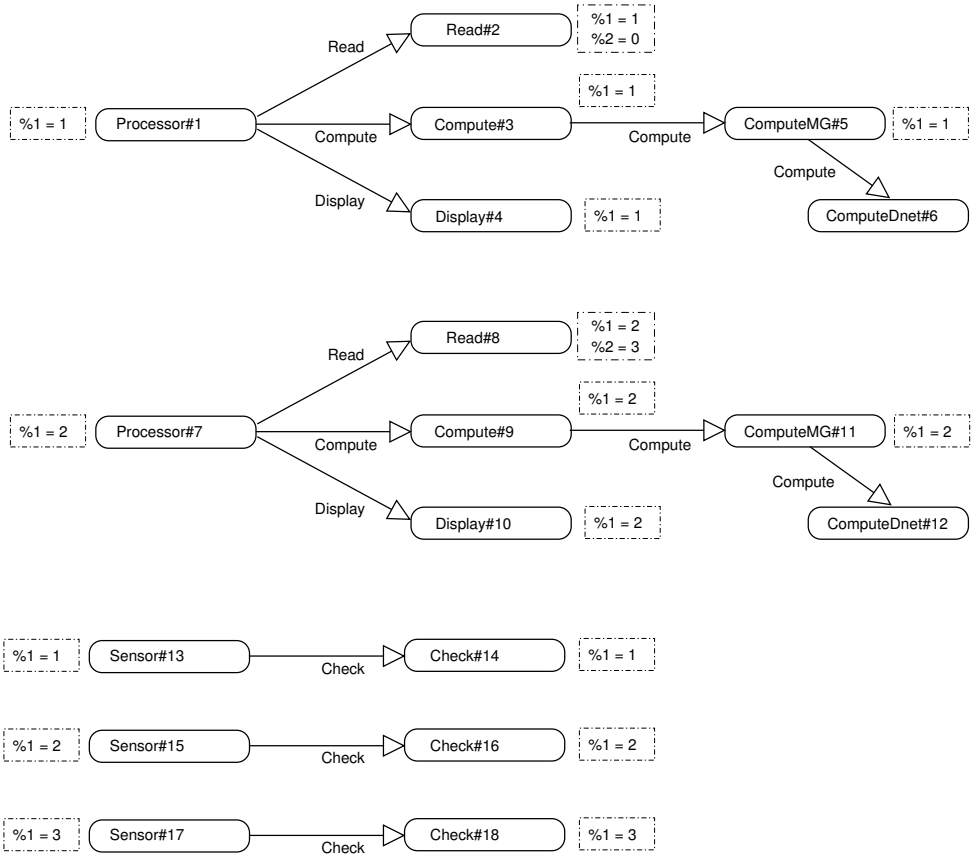 %1 = 1
%2 = 0
Read#2
Read
%1 = 1
%1 = 1
Processor#1
Compute
Compute#3
Compute
ComputeMG#5
%1 = 1
Compute
Display
Display#4
%1 = 1
ComputeDnet#6
%1 = 2
%2 = 3
Read#8
Read
%1 = 2
%1 = 2
Processor#7
Compute
Compute#9
Compute
ComputeMG#11
%1 = 2
Compute
Display
Display#10
%1 = 2
ComputeDnet#12
%1 = 1
Sensor#13
Check
Check#14
%1 = 1
%1 = 2
Sensor#15
Check
Check#16
%1 = 2
%1 = 3
Sensor#17
Check
Check#18
%1 = 3